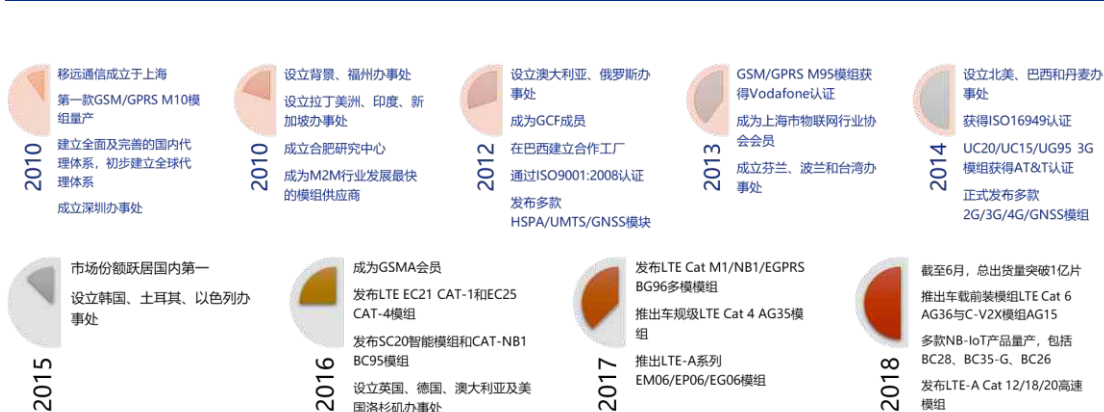 移远通信成立于上海
第一款GSM/GPRS M10模
组量产
建立全面及完善的国内代
理体系，初步建立全球代
理体系
成立深圳办事处
2010
设立背景、福州办事处
设立拉丁美洲、印度、新
加坡办事处
成立合肥研究中心
成为M2M行业发展最快
的模组供应商
2010
设立澳大利亚、俄罗斯办
事处
成为GCF成员
在巴西建立合作工厂
通过ISO9001:2008认证
发布多款
HSPA/UMTS/GNSS模块
2012
GSM/GPRS M95模组获
得Vodafone认证
成为上海市物联网行业协
会会员
成立芬兰、波兰和台湾办
事处
2013
设立北美、巴西和丹麦办
事处
获得ISO16949认证
UC20/UC15/UG95 3G
模组获得AT&T认证
正式发布多款
2G/3G/4G/GNSS模组
2014
市场份额跃居国内第一
设立韩国、土耳其、以色列办
事处
2015
成为GSMA会员
发布LTE EC21 CAT-1和EC25
CAT-4模组
发布SC20智能模组和CAT-NB1
BC95模组
设立英国、德国、澳大利亚及美
国洛杉矶办事处
2016
发布LTE Cat M1/NB1/EGPRS
BG96多模模组
推出车规级LTE Cat 4 AG35模
组
推出LTE-A系列
EM06/EP06/EG06模组
2017
截至6月，总出货量突破1亿片
推出车载前装模组LTE Cat 6
AG36与C-V2X模组AG15
多款NB-IoT产品量产，包括
BC28、BC35-G、BC26
发布LTE-A Cat 12/18/20高速
模组
2018